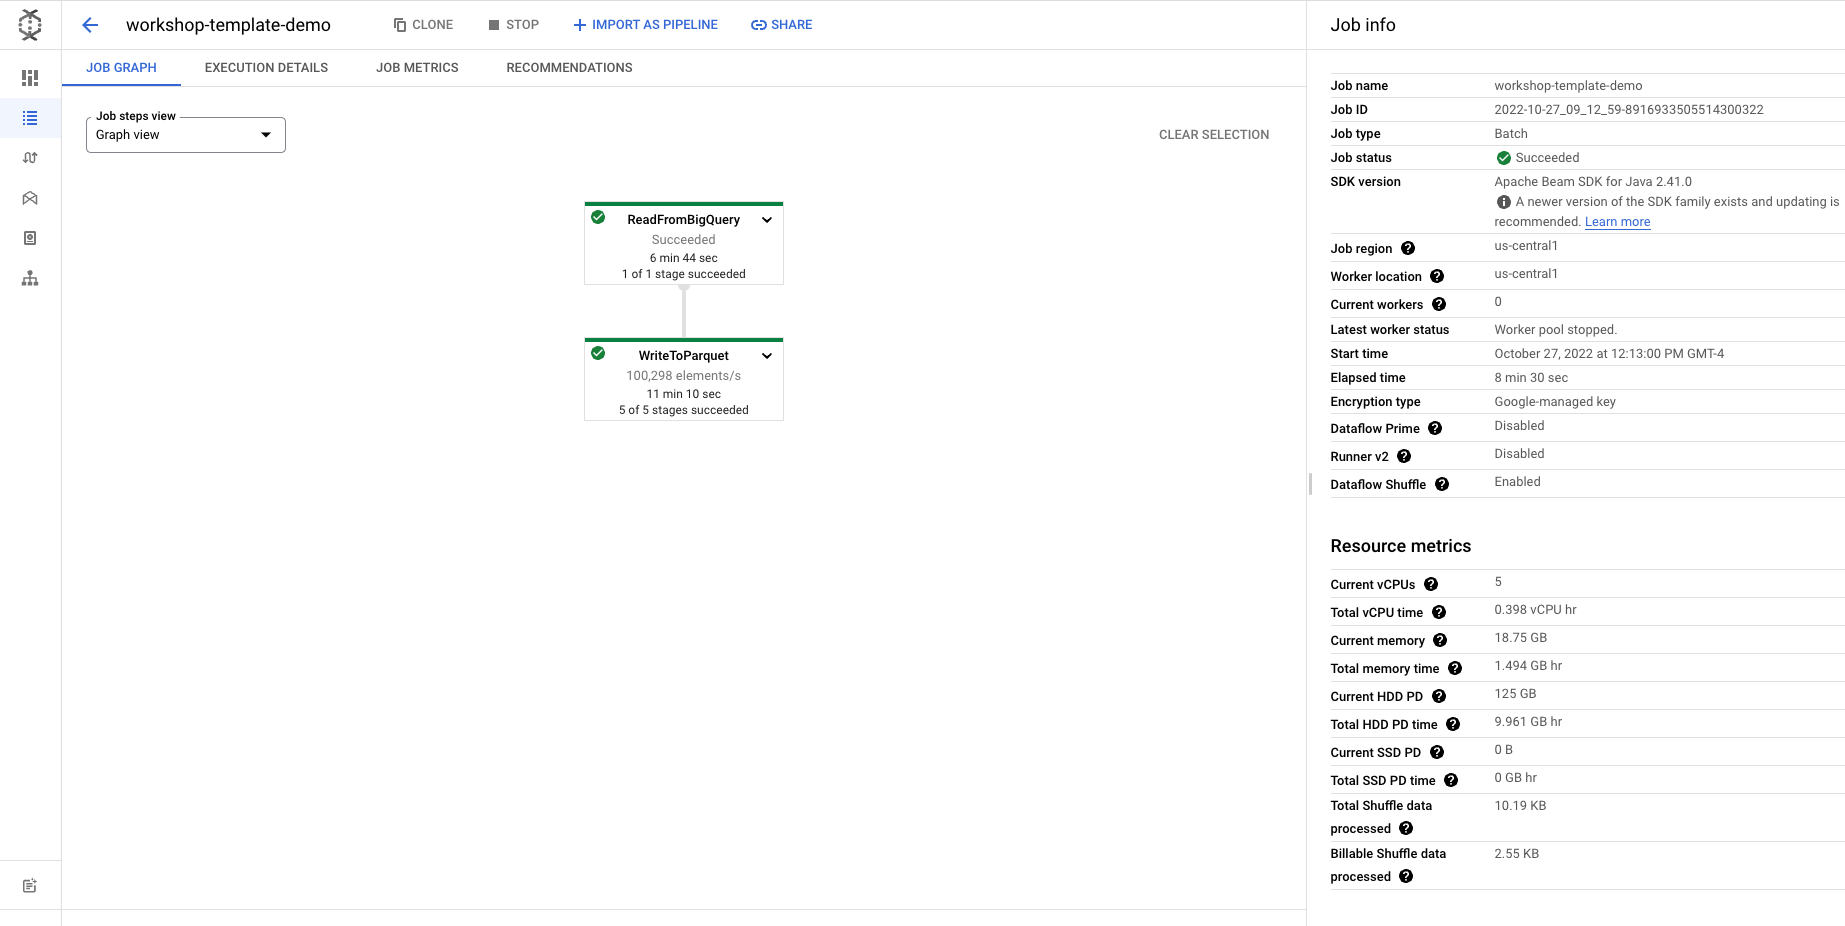 workshop-template-demo
CLONE
STOP
IMPORT AS PIPELINE
SHARE
JOB GRAPH
EXECUTION DETAILS
JOB METRICS
RECOMMENDATIONS
Job steps view
Graph view
CLEAR SELECTION
ReadFromBigQuery
Succeeded
6 min 44 sec
1 of 1 stage succeeded
WriteToParquet
100,298 elements/s
11 min 10 sec
5 of 5 stages succeeded
Job info
Job name workshop-template-demo
Job ID 2022-10-27_09_12_59-8916933505514300322
Job type Batch
Job status Succeeded
SDK version Apache Beam SDK for Java 2.41.0
A newer version of the SDK family exists and updating is
recommended. Learn more
Job region us-central1
Worker location us-central1
Current workers 0
Latest worker status Worker pool stopped.
Start time October 27, 2022 at 12:13:00 PM GMT-4
Elapsed time 8 min 30 sec
Encryption type Google-managed key
Dataflow Prime Disabled
Runner v2 Disabled
Dataflow Shuffle Enabled
Resource metrics
Current vCPUs 5
Total vCPU time 0.398 vCPU hr
Current memory 18.75 GB
Total memory time 1.494 GB hr
Current HDD PD 125 GB
Total HDD PD time 9.961 GB hr
Current SSD PD 0 B
Total SSD PD time 0 GB hr
Total Shuffle data 10.19 KB
processed
Billable Shuffle data 2.55 KB
processed